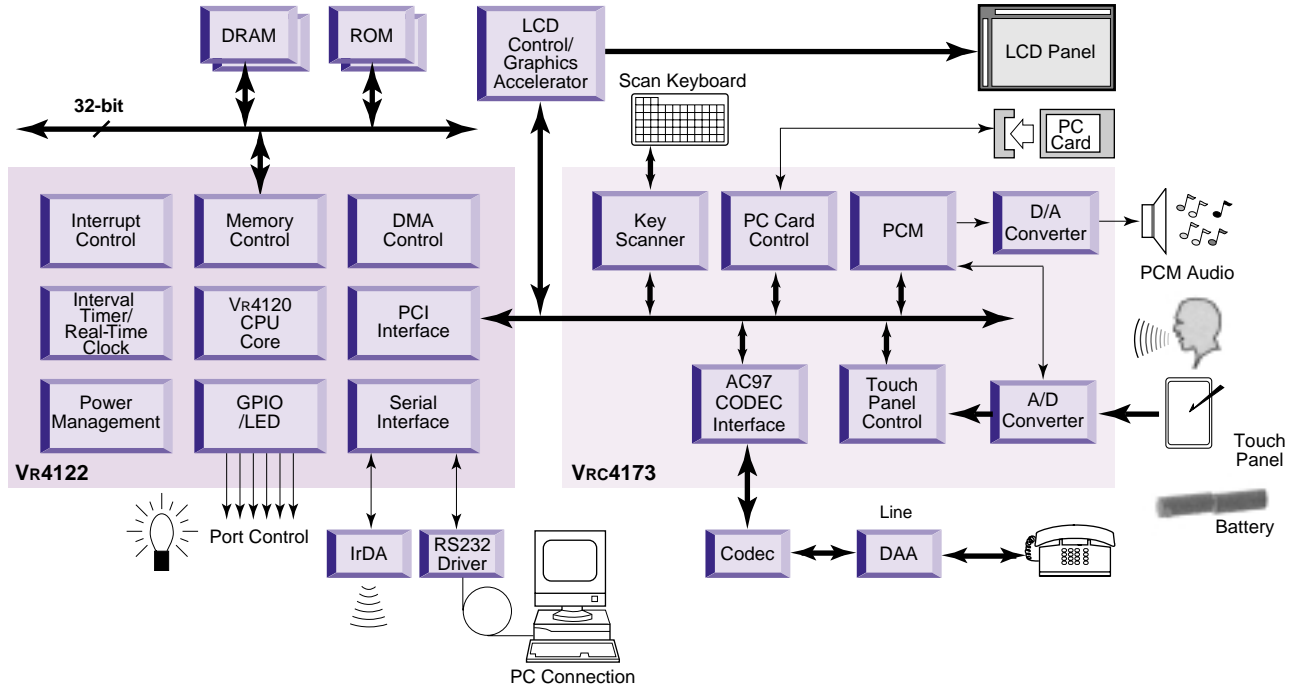 DRAM
ROM
LCD
Control/
Graphics
Accelerator
LCD Panel
Scan Keyboard
32-bit
PC
Card
Interrupt
Control
Memory
Control
DMA
Control
Key
Scanner
PC Card
Control
PCM
D/A
Converter
PCM Audio
Interval
Timer/
Real-Time
Clock
VR4120
CPU
Core
PCI
Interface
Power
Management
GPIO
/LED
Serial
Interface
AC97
CODEC
Interface
Touch
Panel
Control
A/D
Converter
Touch
Panel
VR4122
VRC4173
Battery
Port Control
IrDA
RS232
Driver
Line
Codec
DAA
PC Connection